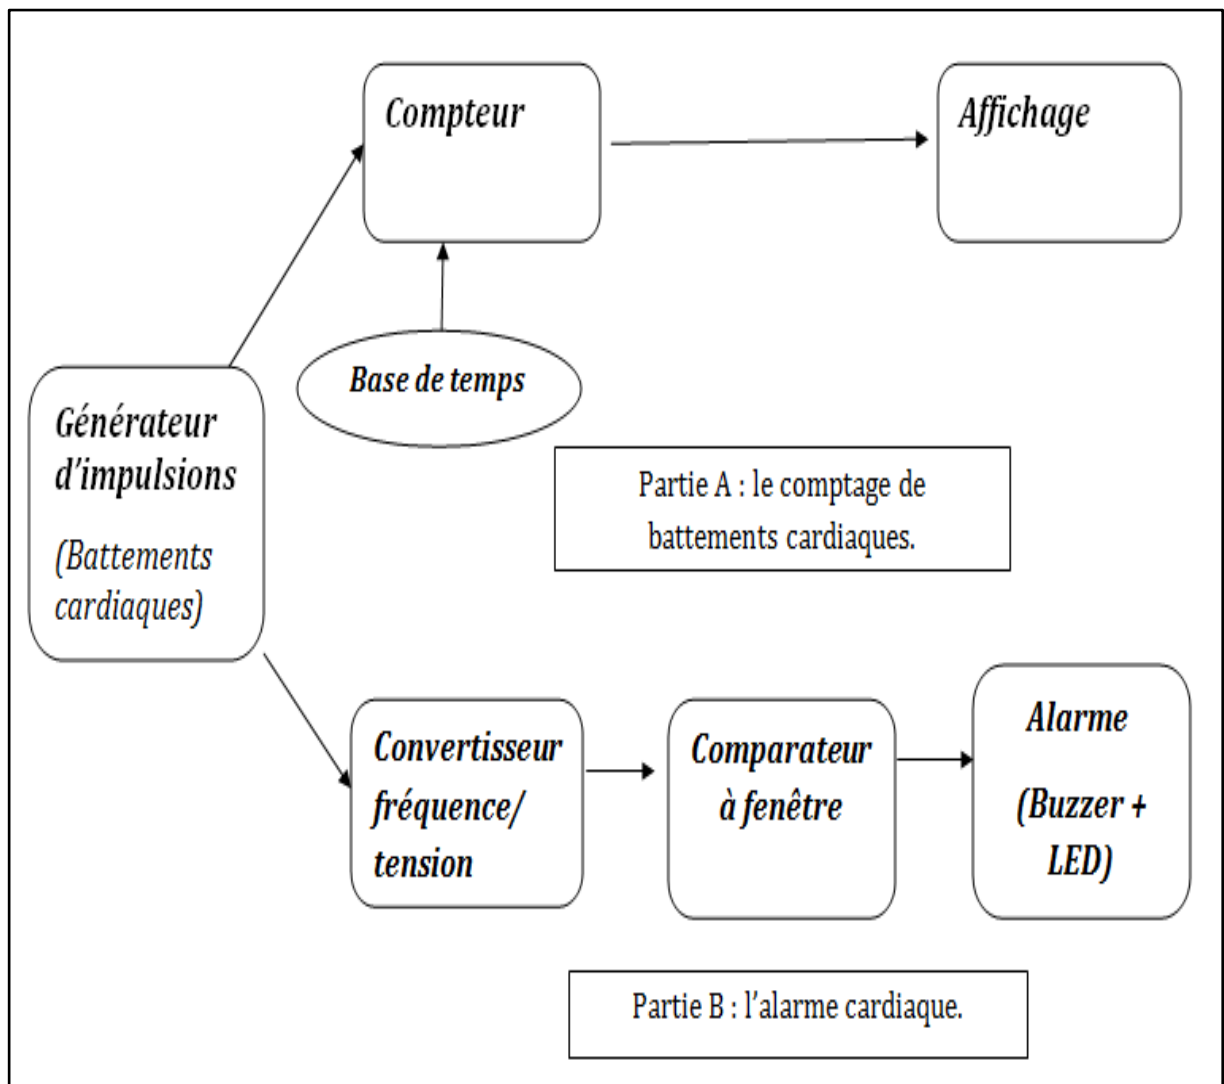 Compteur
Affichage
Base de temps
Générateur
d'impulsions
(Battements
cardiaques)
Partie A : le comptage de
battements cardiaques.
Convertisseur
fréquence/
tension
Comparateur
à fenêtre
Alarme
(Buzzer +
LED)
Partie B : l'alarme cardiaque.